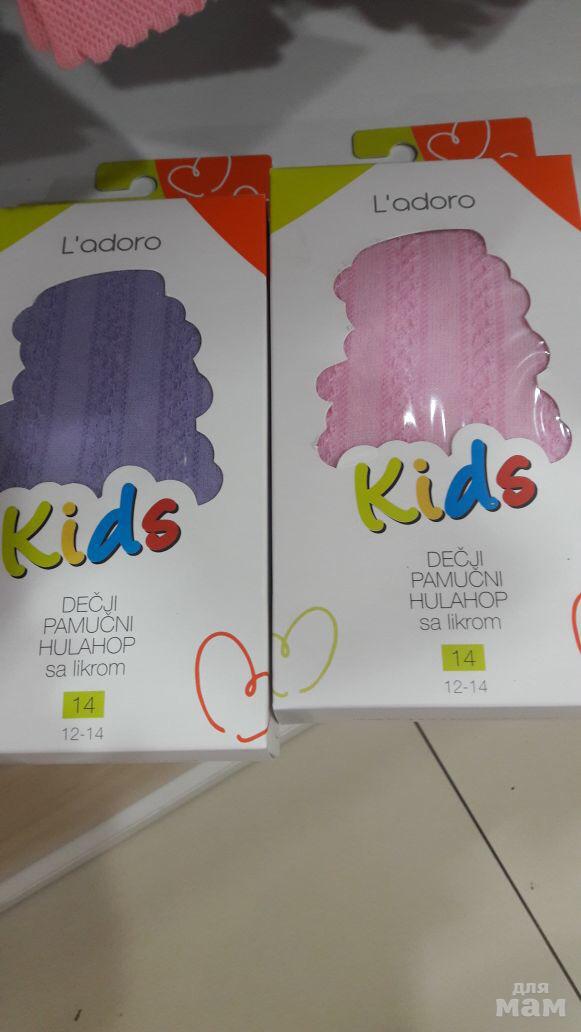 L'adoro
Kids
DEČJI
PAMUČNI
HULAHOP
sa likrom
14
12-14
L'adoro
Kids
DEČJI
PAMUČNI
HULAHOP
sa likrom
14
12-14
для
мам